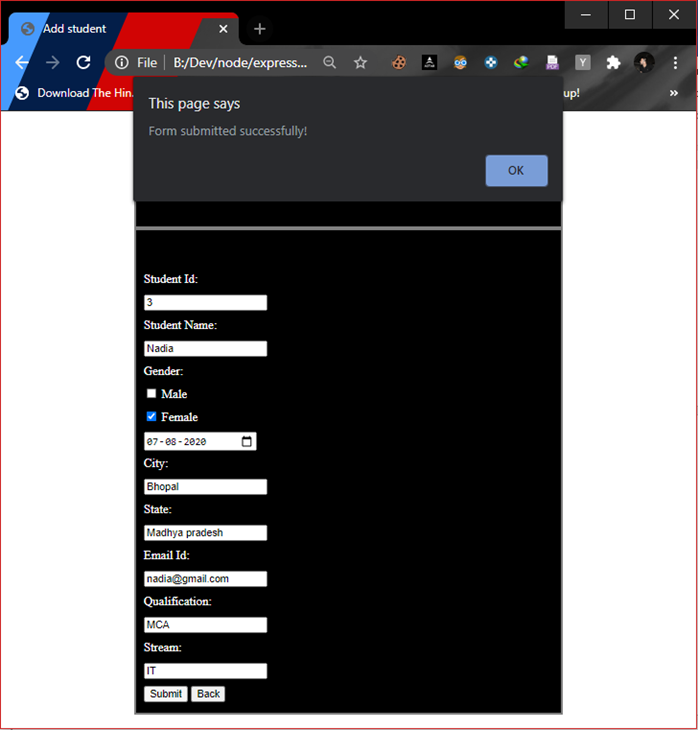 Add student
File B:/Dev/node/express...
Download The Hin. up! »
This page says
Form submitted successfully!
OK
Student Id:
3
Student Name:
Nadia
Gender:
Male
Female
07-08-2020
City:
Bhopal
State:
Madhya pradesh
Email Id:
nadia@gmail.com
Qualification:
MCA
Stream:
IT
Submit Back